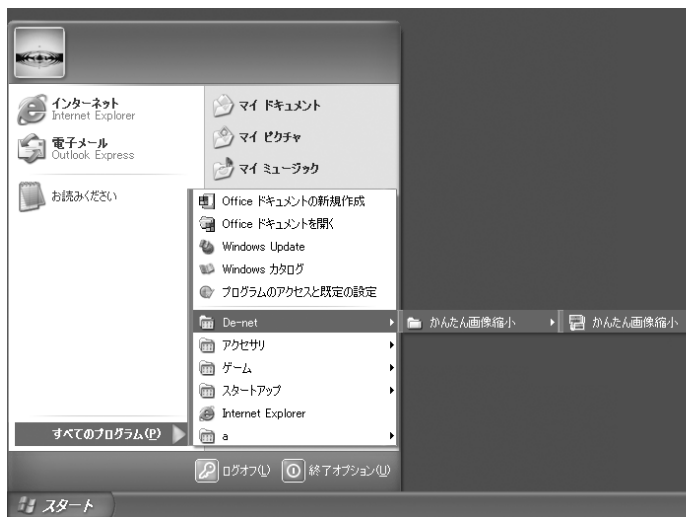 インターネット
Internet Explorer
電子メール
Outlook Express
お読みください
マイ ドキュメント
マイ ピクチャ
マイ ミュージック
Office ドキュメントの新規作成
Office ドキュメントを開く
Windows Update
Windows カタログ
プログラムのアクセスと既定の設定
De-net
かんたん画像縮小
かんたん画像縮小
アクセサリ
ゲーム
スタートアップ
Internet Explorer
a
すべてのプログラム(P)
ログオフ(L)
終了オプション(U)
スタート